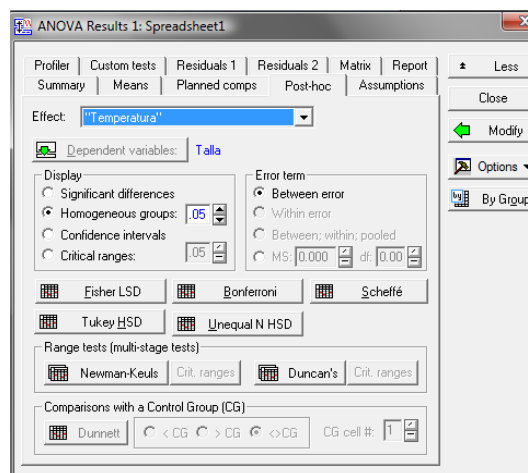 ANOVA Results 1: Spreadsheet1
Profiler Custom tests Residuals 1 Residuals 2 Matrix Report
Summary Means Planned comps Post-hoc Assumptions
Less
Close
Modify
Options
By Group
Effect: "Temperatura"
Dependent variables: Talla
Display
Significant differences
Homogeneous groups: .05
Confidence intervals
Critical ranges: .05
Error term
Between error
Within error
Between; within; pooled
MS: 0.000 df: 0.00
Fisher LSD Bonferroni Scheffé
Tukey HSD Unequal N HSD
Range tests (multi-stage tests)
Newman-Keuls Crit. ranges Duncan's Crit. ranges
Comparisons with a Control Group (CG)
Dunnett < CG > CG <>CG CG cell #: 1